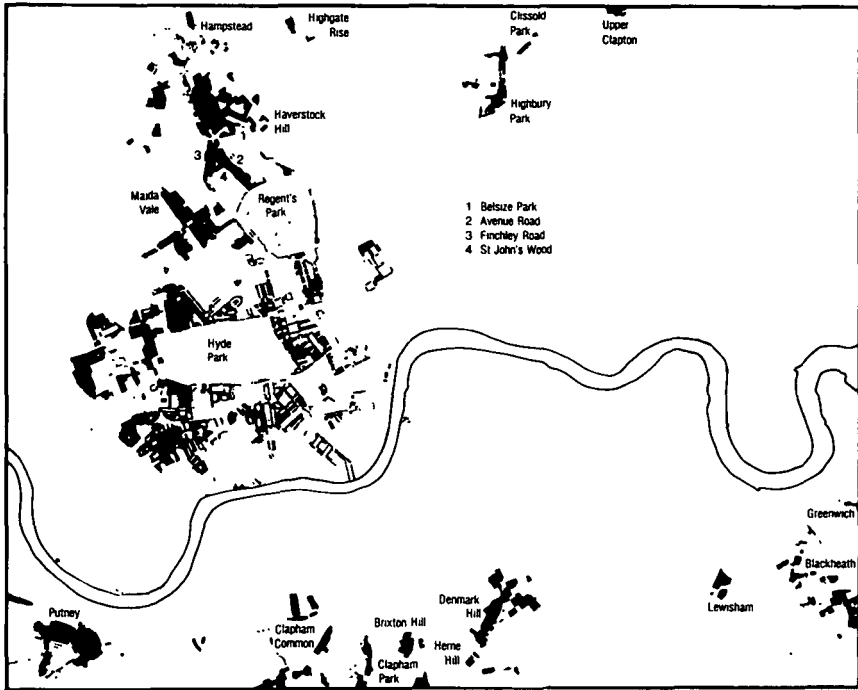 Hampstead
Highgate
Rise
Clissold
Park
Upper
Clapton
Highbury
Park
Haverstock
Hill
1
2
3
4
Maida
Vale
Regent's
Park
1 Belsize Park
2 Avenue Road
3 Finchley Road
4 St John's Wood
Hyde
Park
Greenwich
Blackheath
Lewisham
Denmark
Hill
Putney
Clapham
Common
Brixton Hill
Herne
Hill
Clapham
Park